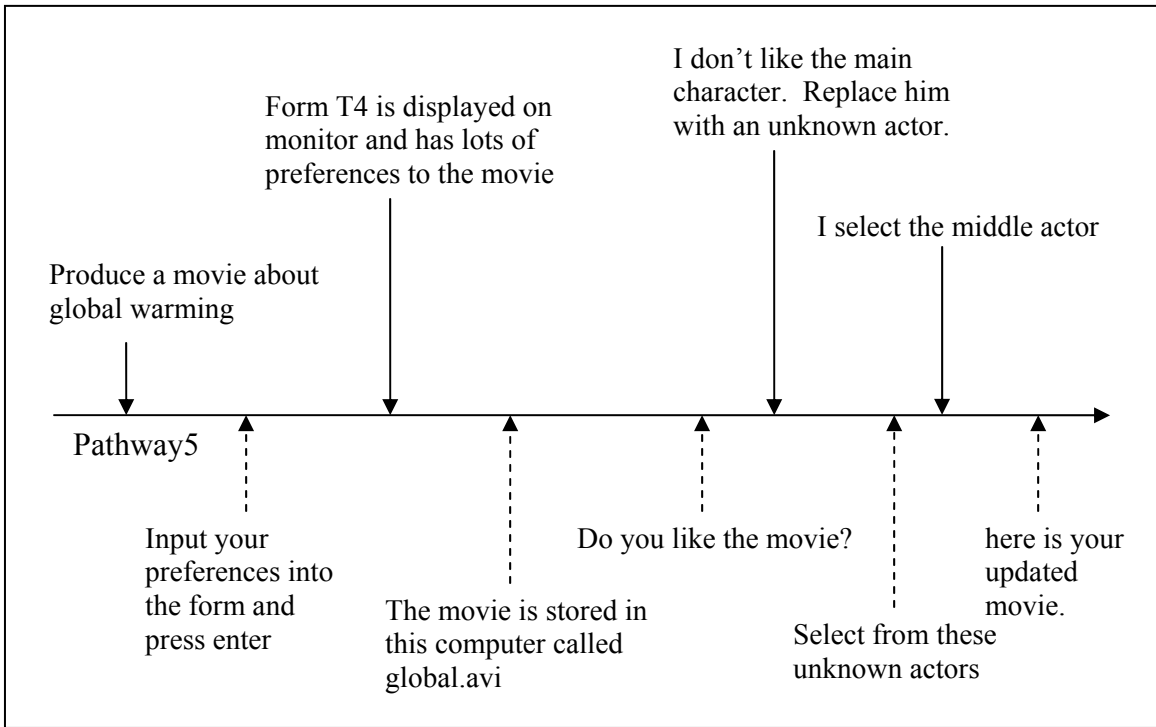 I don’t like the main
character.  Replace him
with an unknown actor.
Form T4 is displayed on
monitor and has lots of
preferences to the movie
I select the middle actor
Produce a movie about
global warming
Pathway5
Input your
preferences into
the form and
press enter
The movie is stored in
this computer called
global.avi
Do you like the movie?
Select from these
unknown actors
here is your
updated
movie.